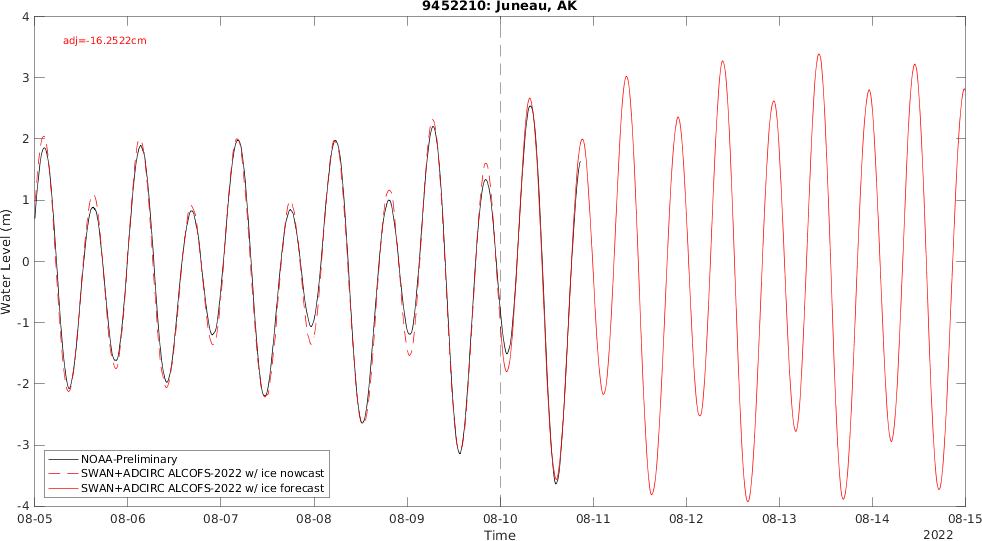 9452210: Juneau, AK
adj=-16.2522cm
4
3
2
1
0
-1
-2
-3
-4
Water Level (m)
NOAA-Preliminary
SWAN+ADCIRC ALCOFS-2022 w/ ice nowcast
SWAN+ADCIRC ALCOFS-2022 w/ ice forecast
08-05 08-06 08-07 08-08 08-09 08-10 08-11 08-12 08-13 08-14 08-15
Time
2022